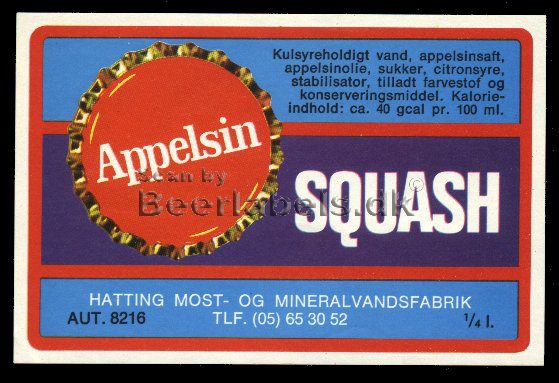 Kulsyreholdigt vand, appelsinsaft,
appelsinolie, sukker, citronsyre,
stabilisator, tilladt farvestof og
konserveringsmiddel. Kalorie-
indhold: ca. 40 gcal pr. 100 ml.
Appelsin
Scan by
Beerlabels.dk
SQUASH
HATTING MOST- OG MINERALVANDSFABRIK
AUT. 8216 TLF. (05) 65 30 52 ¼ l.